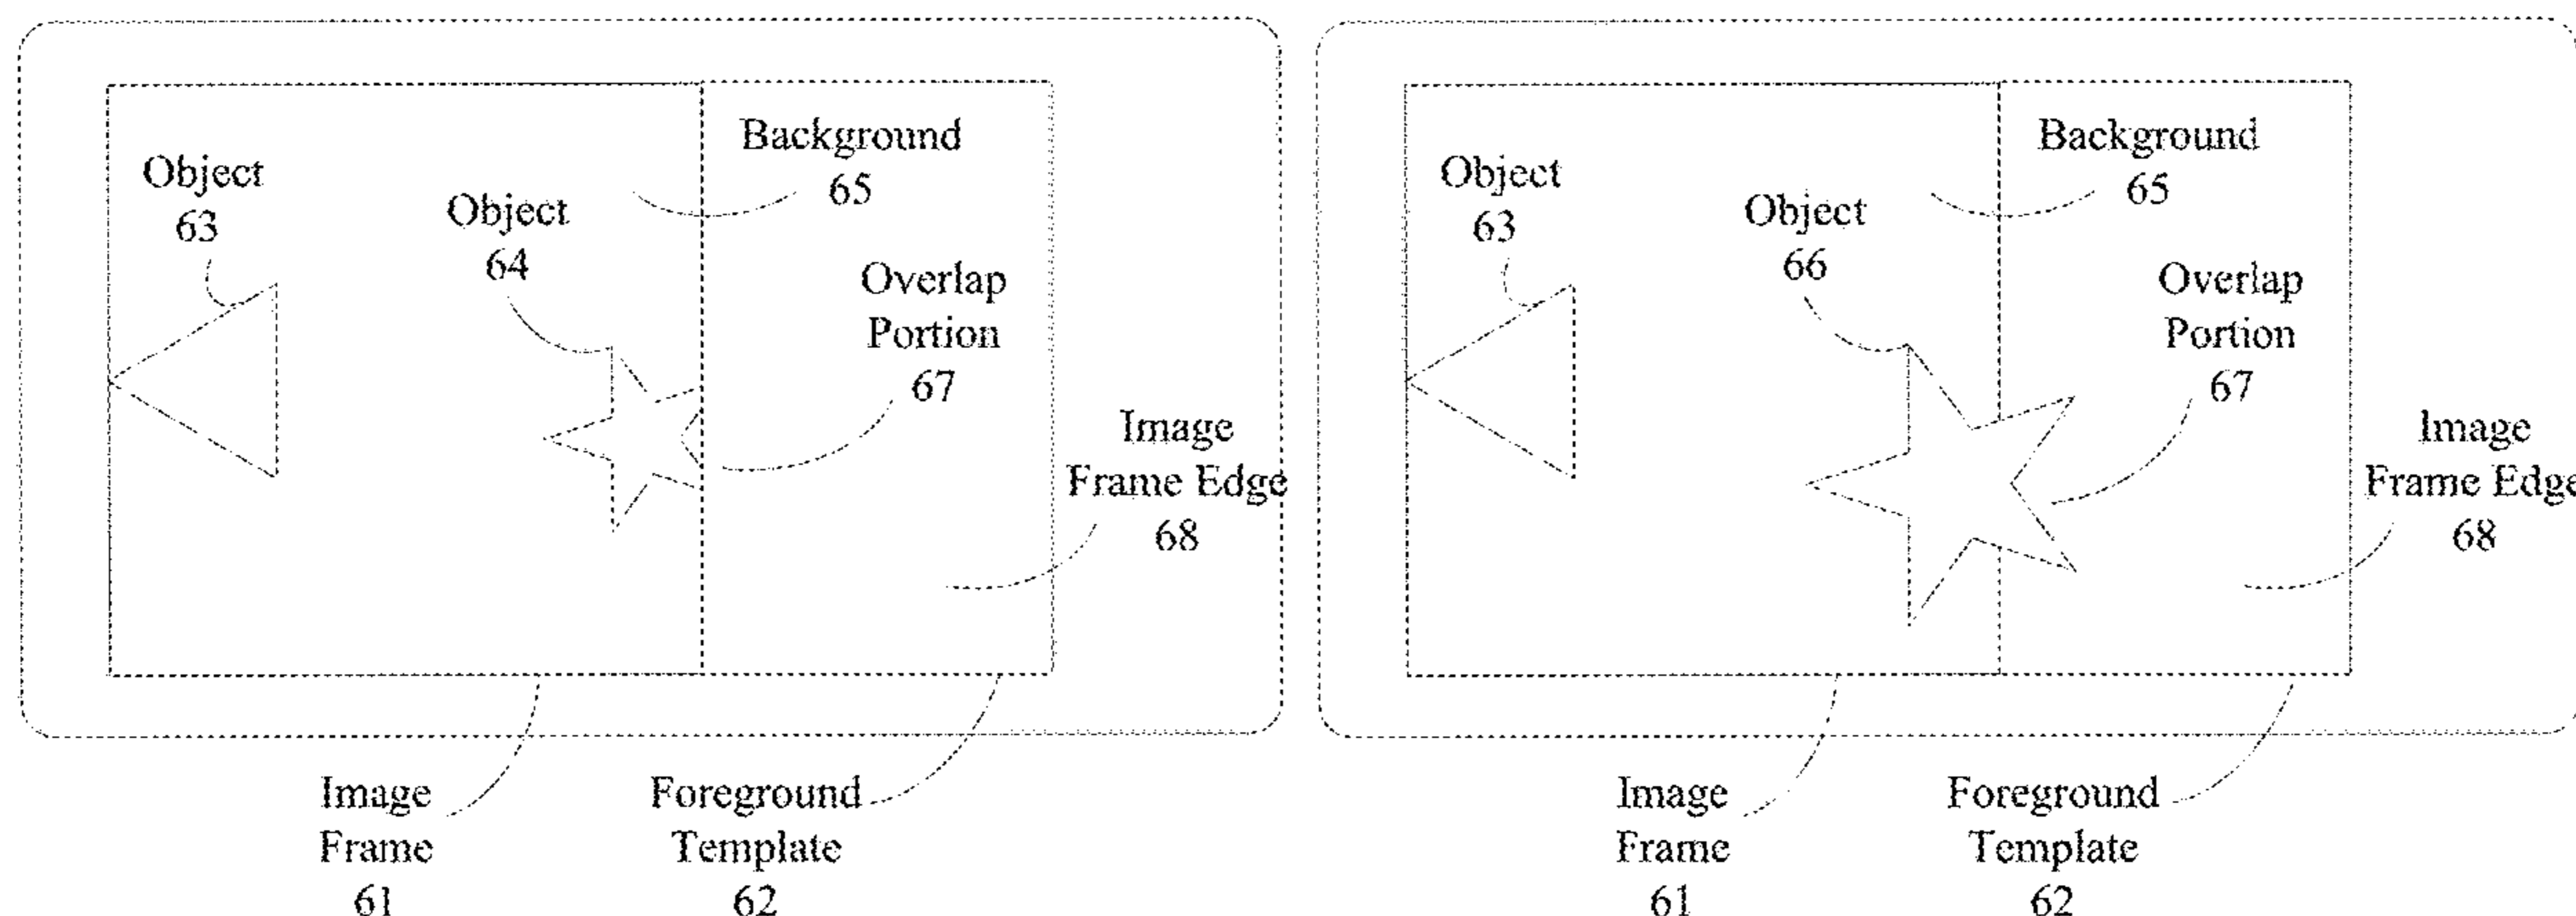 Background
65
Object
63
Object
64
Overlap
Portion
67
Image
Frame Edge
68
Image
Frame
61
Foreground
Template
62
Background
65
Object
63
Object
66
Overlap
Portion
67
Image
Frame Edge
68
Image
Frame
61
Foreground
Template
62